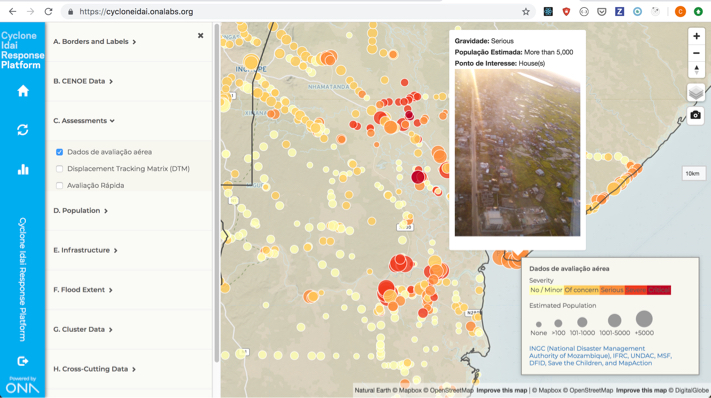 https://cycloneidai.onalabs.org
Cyclone
Idai
Response
Platform
Cyclone Idai Response Platform
Powered by
ONA
A. Borders and Labels
B. CENOE Data
C. Assessments
Dados de avaliação aérea
Displacement Tracking Matrix (DTM)
Avaliação Rápida
D. Population
E. Infrastructure
F. Flood Extent
G. Cluster Data
H. Cross-Cutting Data
NHAMATANDA
Gravidade: Serious
População Estimada: More than 5,000
Ponto de Interesse: House(s)
10km
Dados de avaliação aérea
Severity
No / Minor Of concern Serious
Estimated Population
None <100 101-1000 1001-5000 +5000
INGC (National Disaster Management
Authority of Mozambique), IFRC, UNDAC, MSF,
DFID, Save the Children, and MapAction
Natural Earth © Mapbox © OpenStreetMap Improve this map | © Mapbox © OpenStreetMap Improve this map © DigitalGlobe